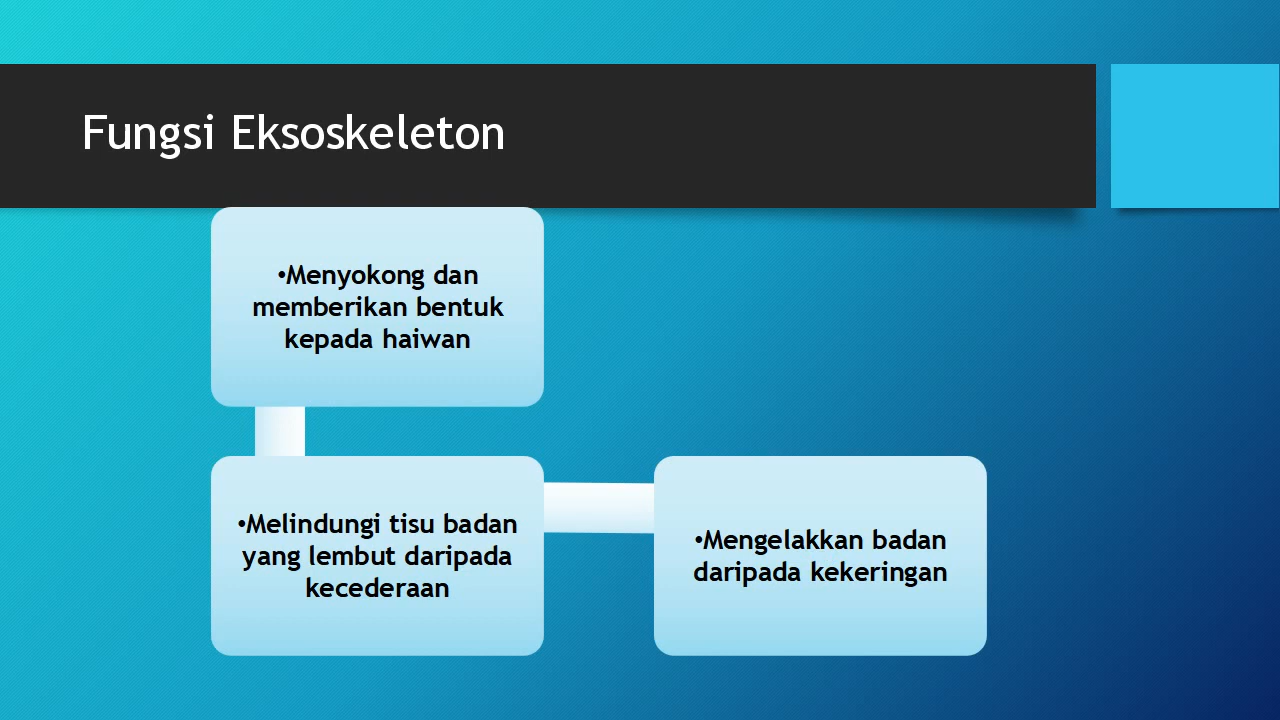 Fungsi Eksoskeleton
•Menyokong dan
memberikan bentuk
kepada haiwan
•Melindungi tisu badan
yang lembut daripada
kecederaan
•Mengelakkan badan
daripada kekeringan